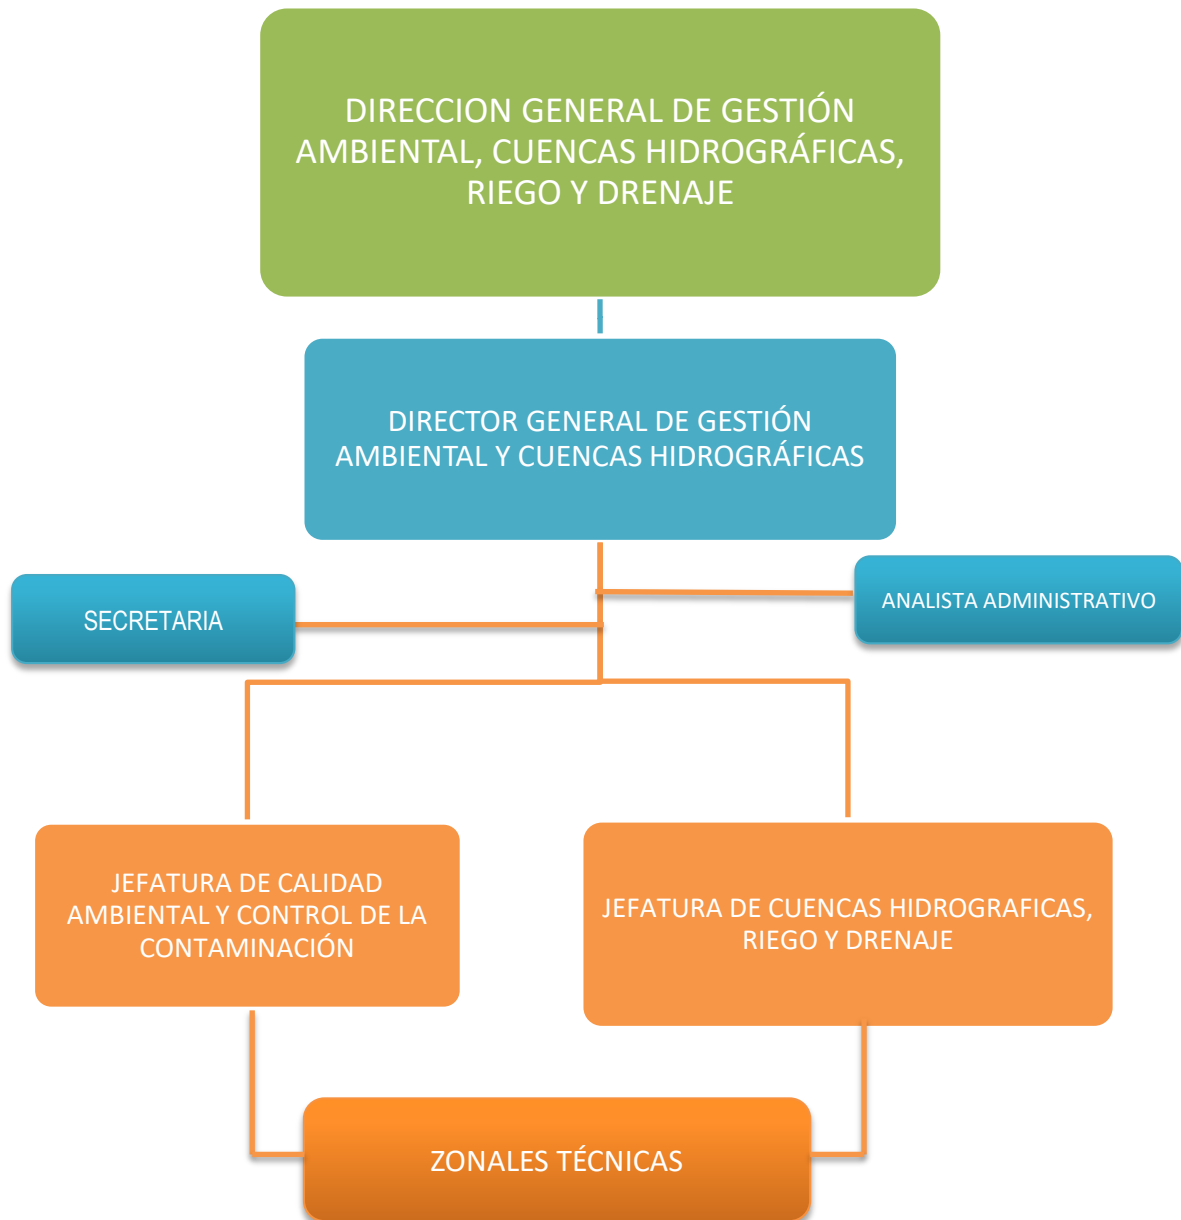 DIRECCION GENERAL DE GESTIÓN
AMBIENTAL, CUENCAS HIDROGRÁFICAS,
RIEGO Y DRENAJE
DIRECTOR GENERAL DE GESTIÓN
AMBIENTAL Y CUENCAS HIDROGRÁFICAS
SECRETARIA
ANALISTA ADMINISTRATIVO
JEFATURA DE CALIDAD
AMBIENTAL Y CONTROL DE LA
CONTAMINACIÓN
JEFATURA DE CUENCAS HIDROGRAFICAS,
RIEGO Y DRENAJE
ZONALES TÉCNICAS